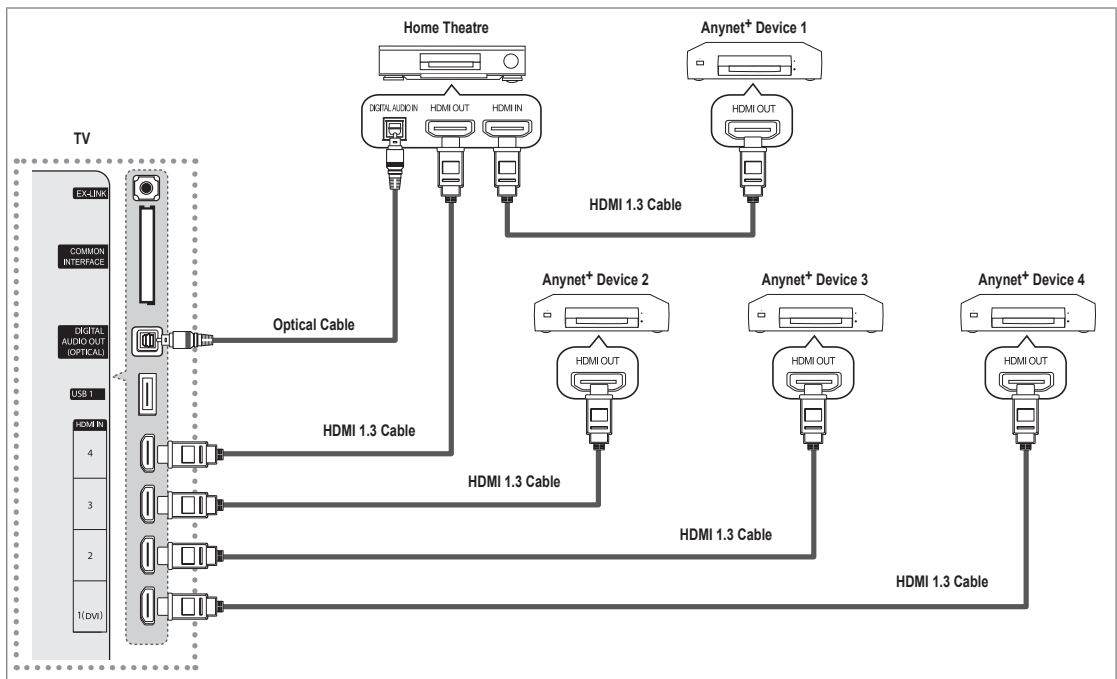 Home Theatre
Anynet+ Device 1
DIGITAL AUDIO IN
HDMI OUT
HDMI IN
HDMI OUT
TV
EX-LINK
HDMI 1.3 Cable
COMMON
INTERFACE
Anynet+ Device 2
Anynet+ Device 3
Anynet+ Device 4
Optical Cable
DIGITAL
AUDIO OUT
(OPTICAL)
HDMI OUT
HDMI OUT
HDMI OUT
USB 1
HDMI IN
HDMI 1.3 Cable
4
HDMI 1.3 Cable
3
HDMI 1.3 Cable
2
HDMI 1.3 Cable
1(DVI)